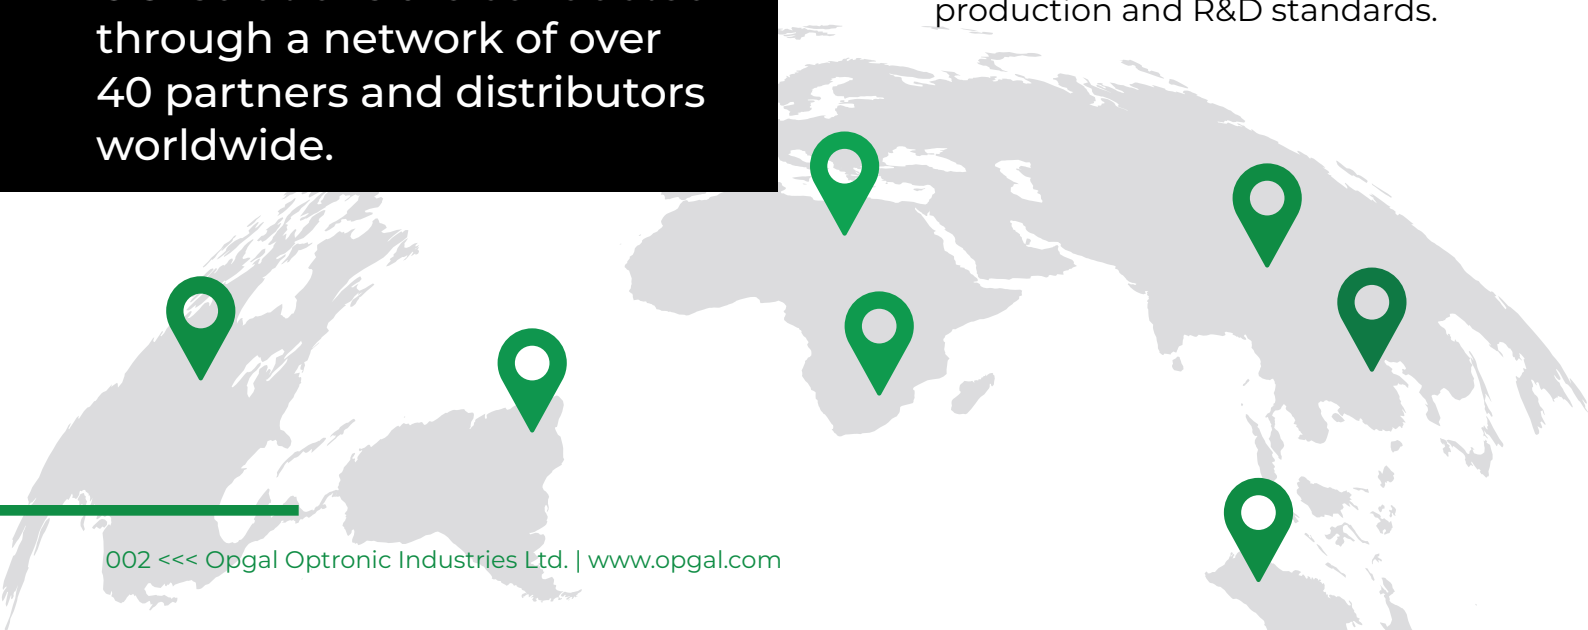 through a network of over
40 partners and distributors
worldwide.
production and R&D standards.
002 <<< Opgal Optronic Industries Ltd. | www.opgal.com